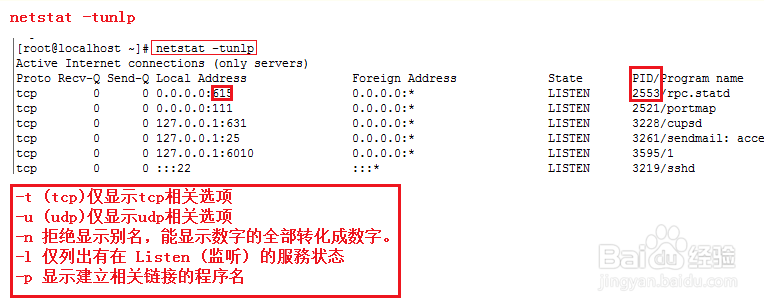 netstat -tunlp
[root@localhost ~]# netstat -tunlp
Active Internet connections (only servers)
Proto Recv-Q Send-Q Local Address Foreign Address State PID/Program name
tcp 0 0 0.0.0.0:615 0.0.0.0:* LISTEN 2553/rpc.statd
tcp 0 0 0.0.0.0:111 0.0.0.0:* LISTEN 2521/portmap
tcp 0 0 127.0.0.1:631 0.0.0.0:* LISTEN 3228/cupsd
tcp 0 0 127.0.0.1:25 0.0.0.0:* LISTEN 3261/sendmail: acce
tcp 0 0 127.0.0.1:6010 0.0.0.0:* LISTEN 3595/1
tcp 0 0 :::22 :::* LISTEN 3219/sshd
-t (tcp)仅显示tcp相关选项
-u (udp)仅显示udp相关选项
-n 拒绝显示别名，能显示数字的全部转化成数字。
-l 仅列出有在 Listen (监听) 的服務状态
-p 显示建立相关链接的程序名
Baidu 经验
jingyan.baidu.com